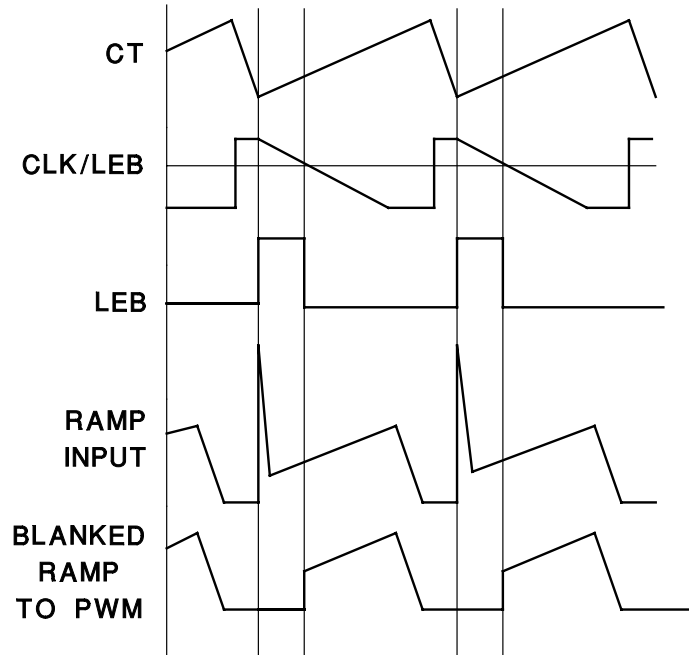 CT
CLK/LEB
LEB
RAMP
INPUT
BLANKED
RAMP
TO PWM